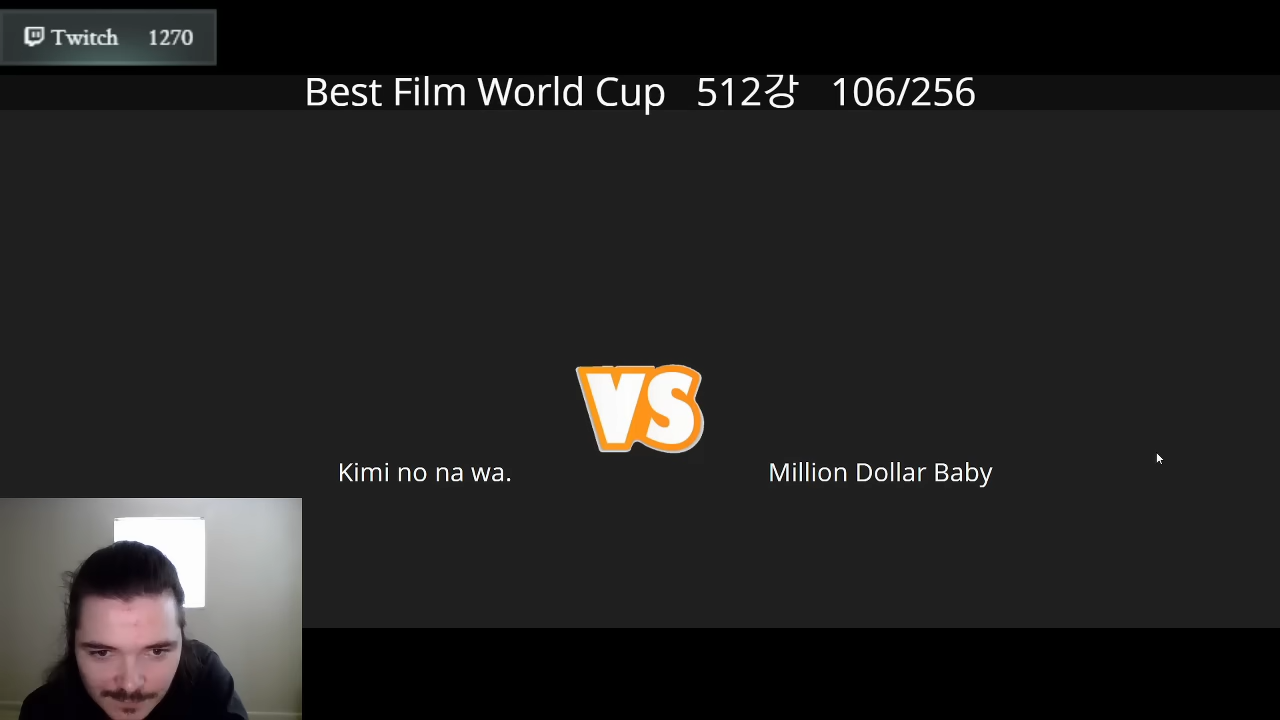 Twitch 1270
Best Film World Cup 512강 106/256
VS
Kimi no na wa.
Million Dollar Baby